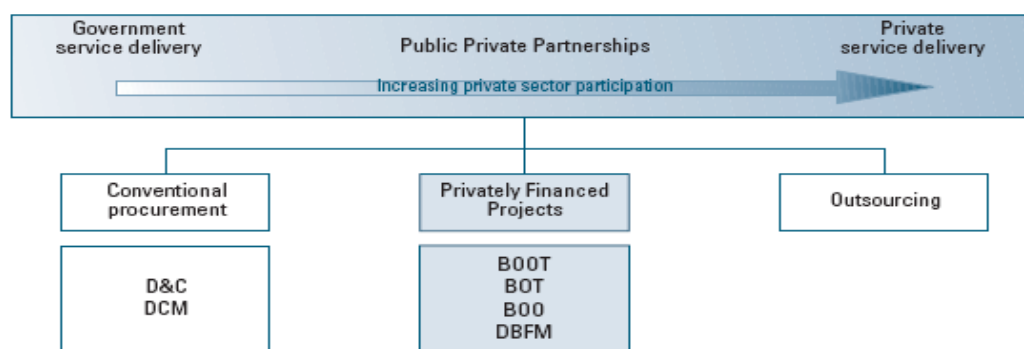 Government
service delivery
Public Private Partnerships
Private
service delivery
Increasing private sector participation
Conventional
procurement
Privately Financed
Projects
Outsourcing
D&C
DCM
BOOT
BOT
BOO
DBFM